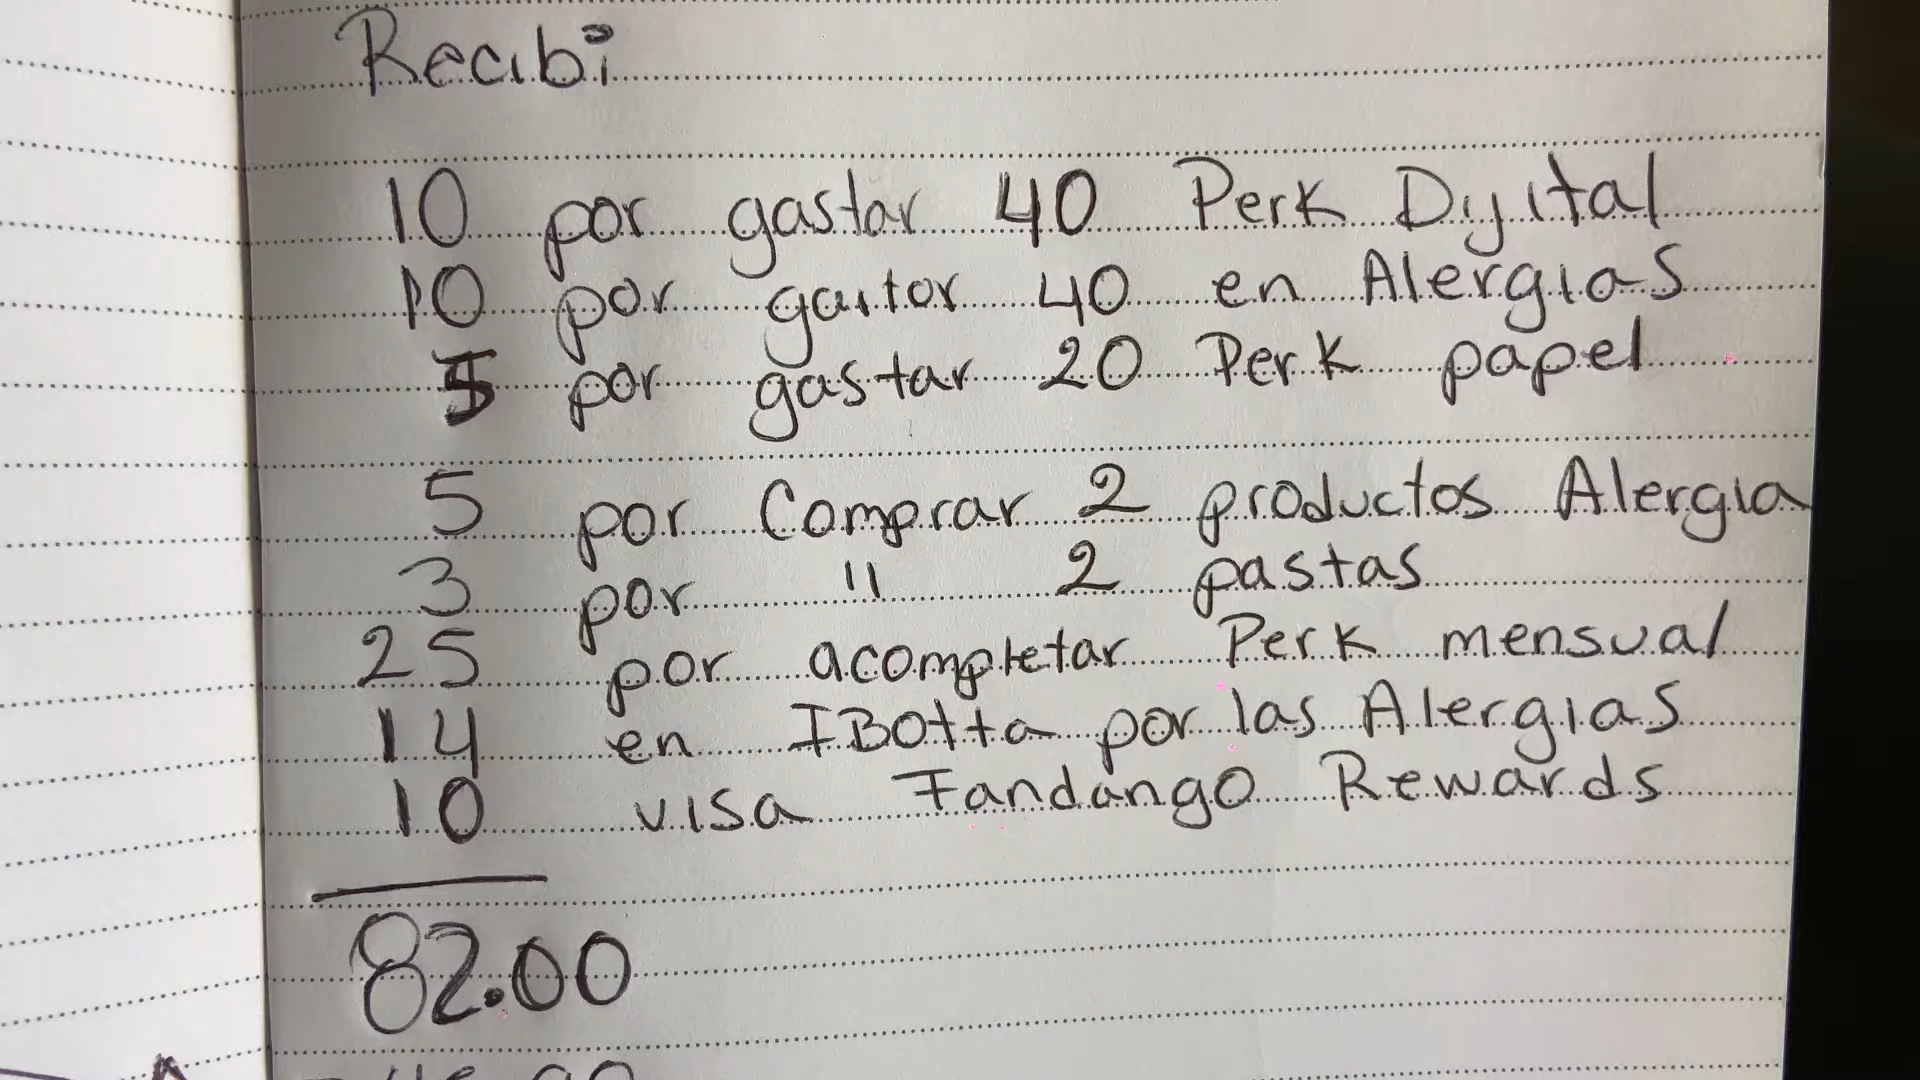 Recibi
10 por gastar 40 Perk Dijital
10 por gastar 40 en Alergias
5 por gastar 20 Perk papel
5 por Comprar 2 productos Alergia
3 por " 2 pastas
25 por acompletar Perk mensual
14 en IBotta por las Alergias
10 visa Fandango Rewards
82.00